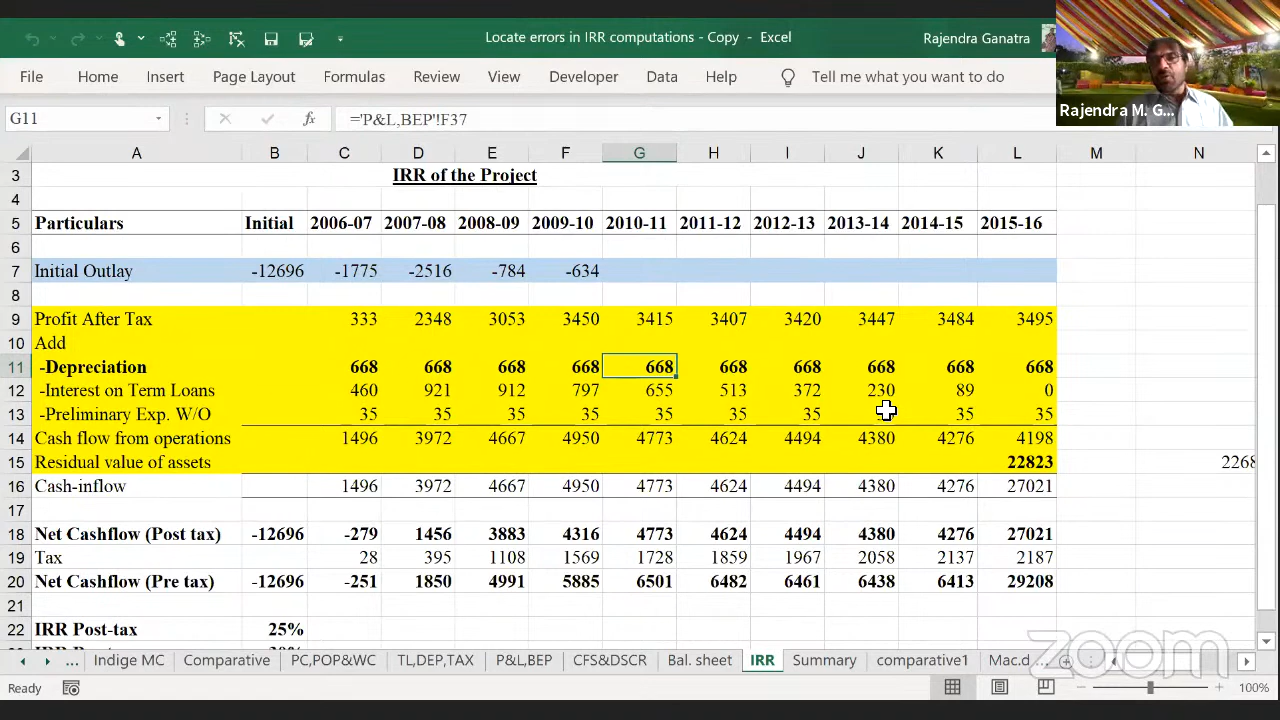 Locate errors in IRR computations - Copy - Excel
Rajendra Ganatra
File Home Insert Page Layout Formulas Review View Developer Data Help Tell me what you want to do
Rajendra M. G...
G11 fx ='P&L,BEP'!F37
A B C D E F G H I J K L M N
3 IRR of the Project
4
5 Particulars Initial 2006-07 2007-08 2008-09 2009-10 2010-11 2011-12 2012-13 2013-14 2014-15 2015-16
6
7 Initial Outlay -12696 -1775 -2516 -784 -634
8
9 Profit After Tax 333 2348 3053 3450 3415 3407 3420 3447 3484 3495
10 Add
11 -Depreciation 668 668 668 668 668 668 668 668 668 668
12 -Interest on Term Loans 460 921 912 797 655 513 372 230 89 0
13 -Preliminary Exp. W/O 35 35 35 35 35 35 35 35 35
14 Cash flow from operations 1496 3972 4667 4950 4773 4624 4494 4380 4276 4198
15 Residual value of assets 22823 2268
16 Cash-inflow 1496 3972 4667 4950 4773 4624 4494 4380 4276 27021
17
18 Net Cashflow (Post tax) -12696 -279 1456 3883 4316 4773 4624 4494 4380 4276 27021
19 Tax 28 395 1108 1569 1728 1859 1967 2058 2137 2187
20 Net Cashflow (Pre tax) -12696 -251 1850 4991 5885 6501 6482 6461 6438 6413 29208
21
22 IRR Post-tax 25%
... Indige MC Comparative PC,POP&WC TL,DEP,TAX P&L,BEP CFS&DSCR Bal. sheet IRR Summary comparative1 Mac.d ...
zoom
Ready 100%